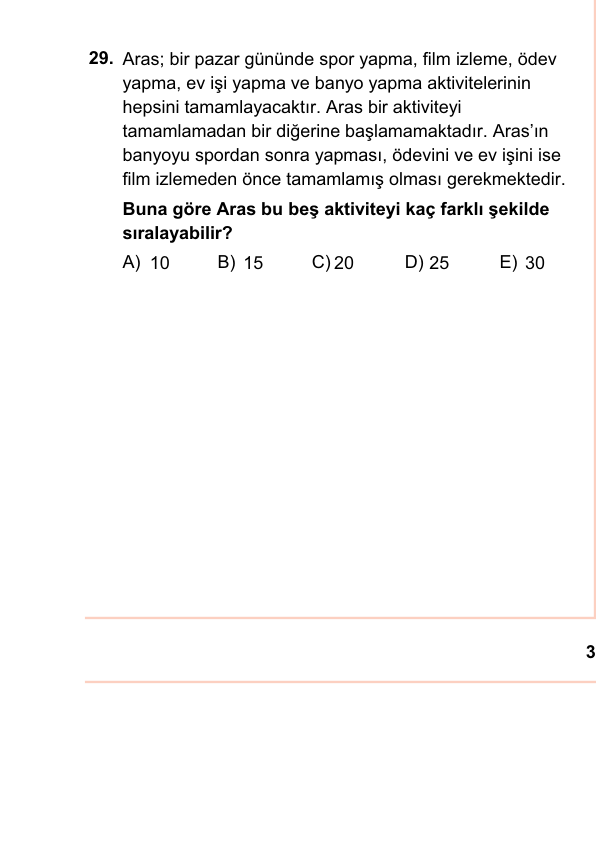 29. Aras; bir pazar gününde spor yapma, film izleme, ödev
yapma, ev işi yapma ve banyo yapma aktivitelerinin
hepsini tamamlayacaktır. Aras bir aktiviteyi
tamamlamadan bir diğerine başlamamaktadır. Aras’ın
banyoyu spordan sonra yapması, ödevini ve ev işini ise
film izlemeden önce tamamlamış olması gerekmektedir.
Buna göre Aras bu beş aktiviteyi kaç farklı şekilde
sıralayabilir?
A) 10 B) 15 C) 20 D) 25 E) 30
3